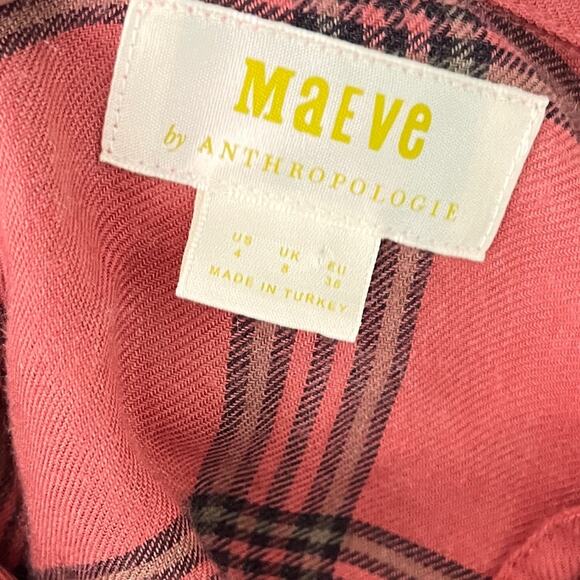 MaEve
by ANTHROPOLOGIE
US UK EU
4 8 36
MADE IN TURKEY